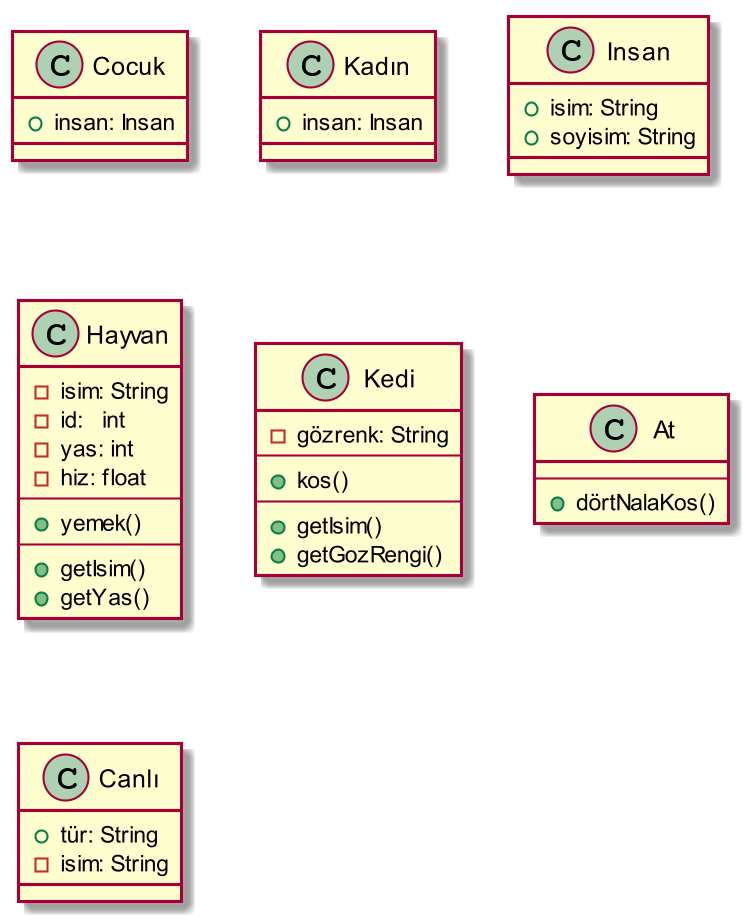 C Cocuk
insan: Insan
C Kadın
insan: Insan
C Insan
isim: String
soyisim: String
C Hayvan
isim: String
id:   int
yas: int
hiz: float
yemek()
getIsim()
getYas()
C Kedi
gözrenk: String
kos()
getIsim()
getGozRengi()
C At
dörtNalaKos()
C Canlı
tür: String
isim: String